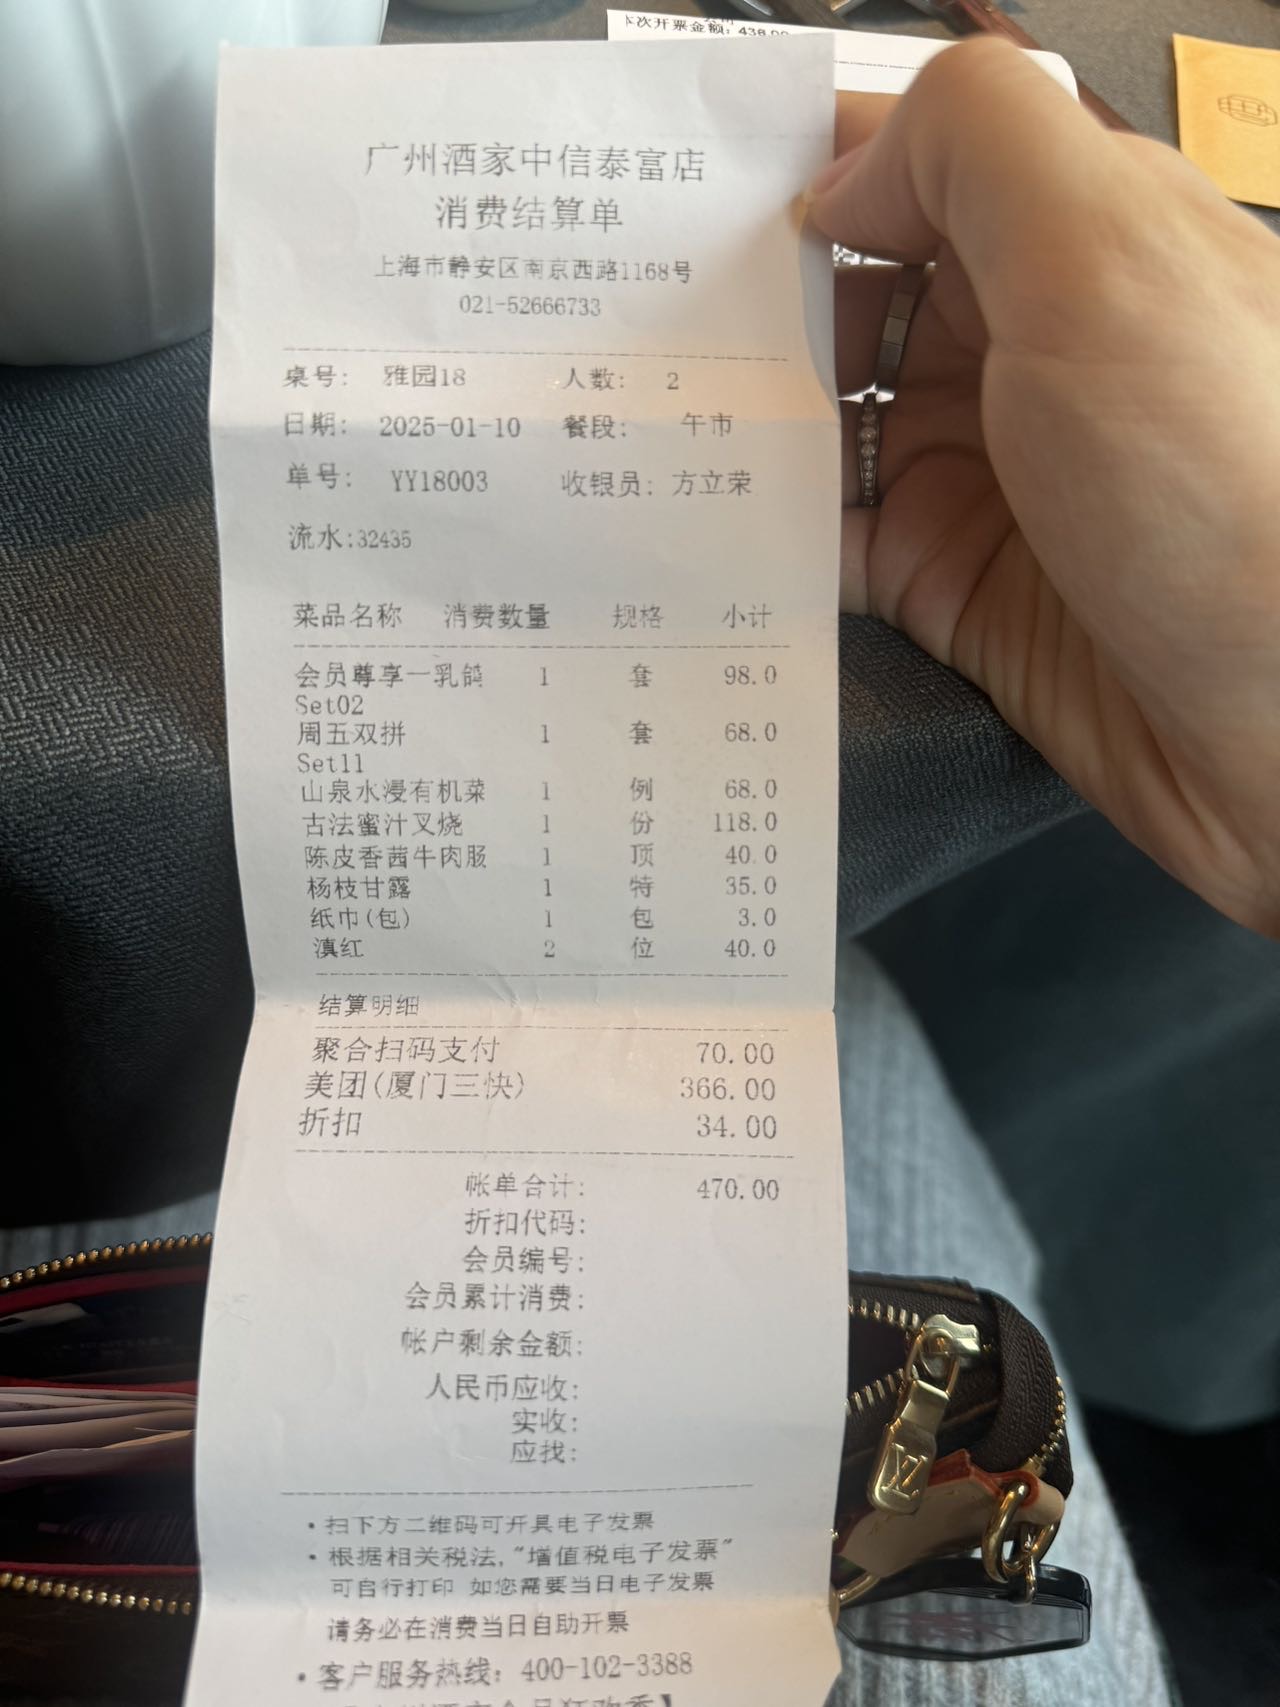 本次开票金额: 438.00
广州酒家中信泰富店
消费结算单
上海市静安区南京西路1168号
021-52666733
桌号: 雅园18 人数: 2
日期: 2025-01-10 餐段: 午市
单号: YY18003 收银员: 方立荣
流水:32435
菜品名称 消费数量 规格 小计
会员尊享一乳鸽 1 套 98.0
Set02
周五双拼 1 套 68.0
Set11
山泉水浸有机菜 1 例 68.0
古法蜜汁叉烧 1 份 118.0
陈皮香茜牛肉肠 1 顶 40.0
杨枝甘露 1 特 35.0
纸巾(包) 1 包 3.0
滇红 2 位 40.0
结算明细
聚合扫码支付 70.00
美团(厦门三快) 366.00
折扣 34.00
帐单合计: 470.00
折扣代码:
会员编号:
会员累计消费:
帐户剩余金额:
人民币应收:
实收:
应找:
·扫下方二维码可开具电子发票
·根据相关税法,"增值税电子发票"
可自行打印 如您需要当日电子发票
请务必在消费当日自助开票
·客户服务热线: 400-102-3388
LV